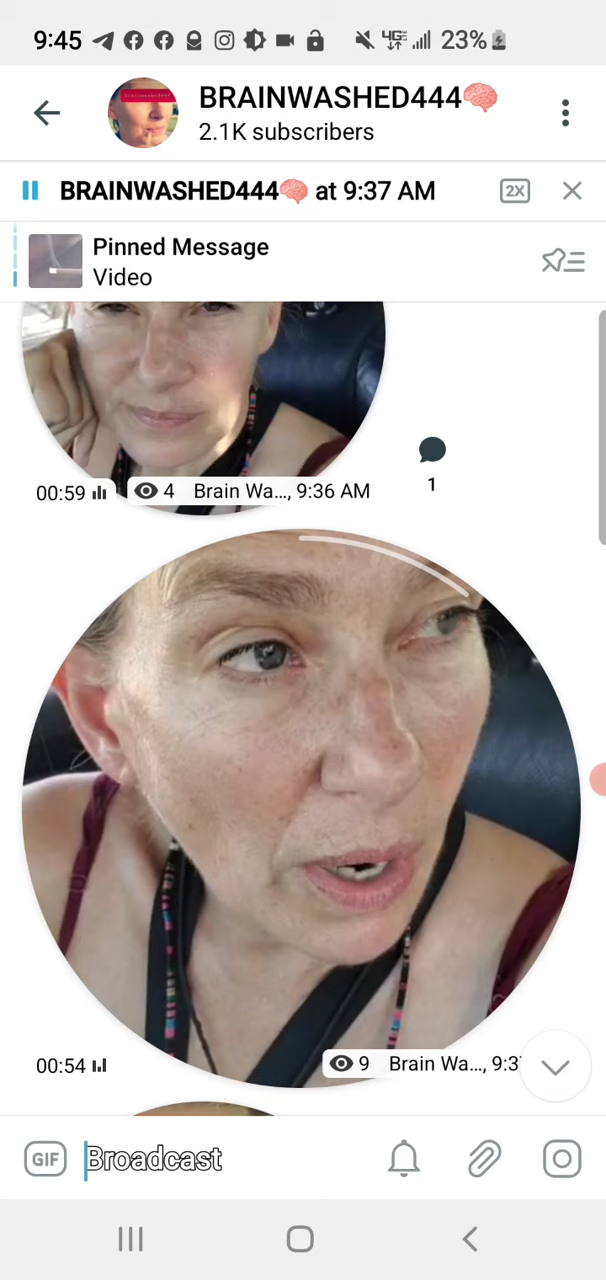 9:45 23%
BRAINWASHED444🧠
2.1K subscribers
BRAINWASHED444🧠 at 9:37 AM 2X
Pinned Message
Video
1
00:59 4 Brain Wa..., 9:36 AM
00:54 9 Brain Wa..., 9:3
GIF Broadcast